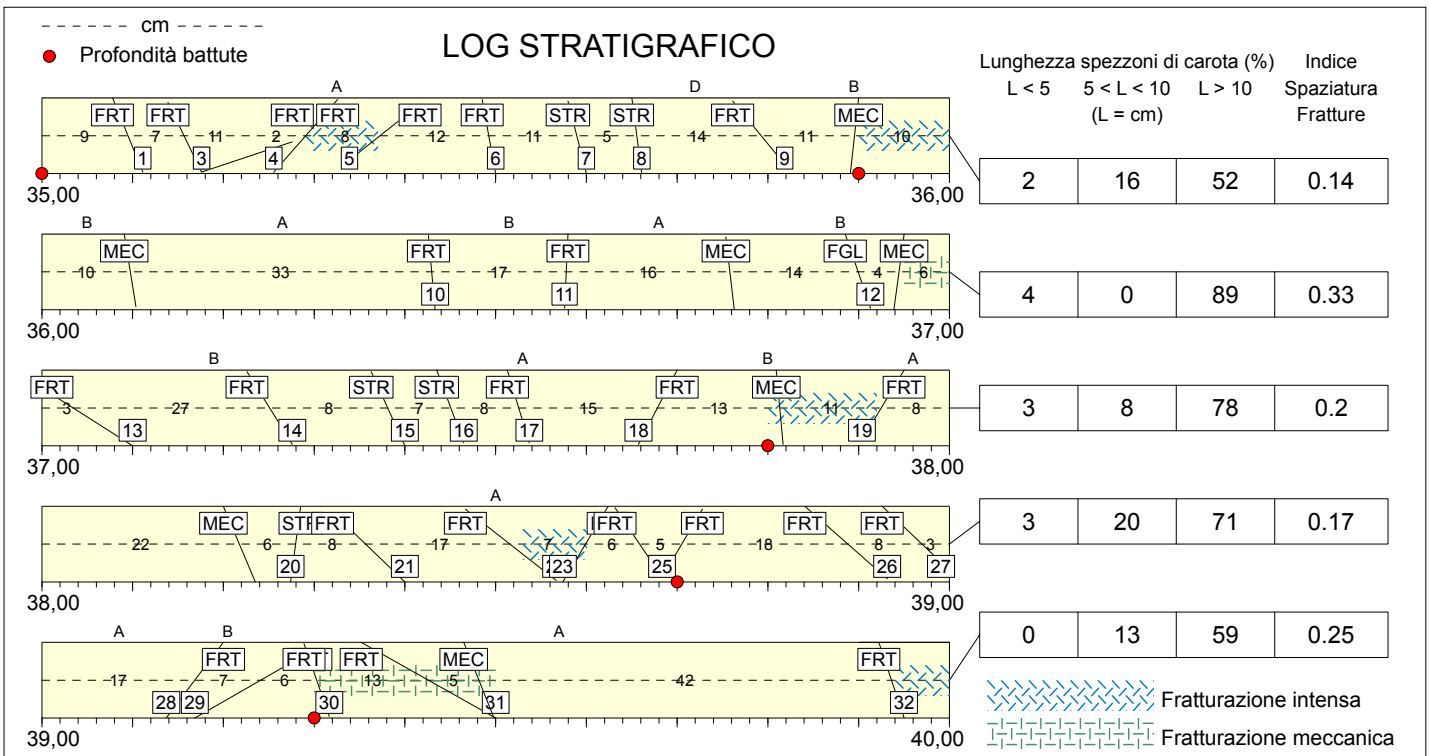 cm
Profondità battute
LOG STRATIGRAFICO
Lunghezza spezzoni di carota (%)
Indice Spaziatura Fratture
L < 5
5 < L < 10
L > 10
(L = cm)
A D B
FRT FRT FRT FRT FRT FRT STR STR FRT MEC
9 7 11 2 8 12 11 5 14 11 10
1 3 4 5 6 7 8 9
35,00 36,00
2 16 52 0.14
B A B A B
MEC FRT FRT MEC FGL MEC
10 33 17 16 14 4 6
10 11 12
36,00 37,00
4 0 89 0.33
B A B A
FRT FRT STR STR FRT FRT MEC FRT
3 27 8 7 8 15 13 11 8
13 14 15 16 17 18 19
37,00 38,00
3 8 78 0.2
A
MEC FRT FRT FRT FRT FRT FRT
22 6 8 17 7 6 5 18 8 3
20 21 23 25 26 27
38,00 39,00
3 20 71 0.17
A B A
FRT FRT FRT MEC FRT
17 7 6 13 5 42
28 29 30 31 32
39,00 40,00
0 13 59 0.25
Fratturazione intensa
Fratturazione meccanica